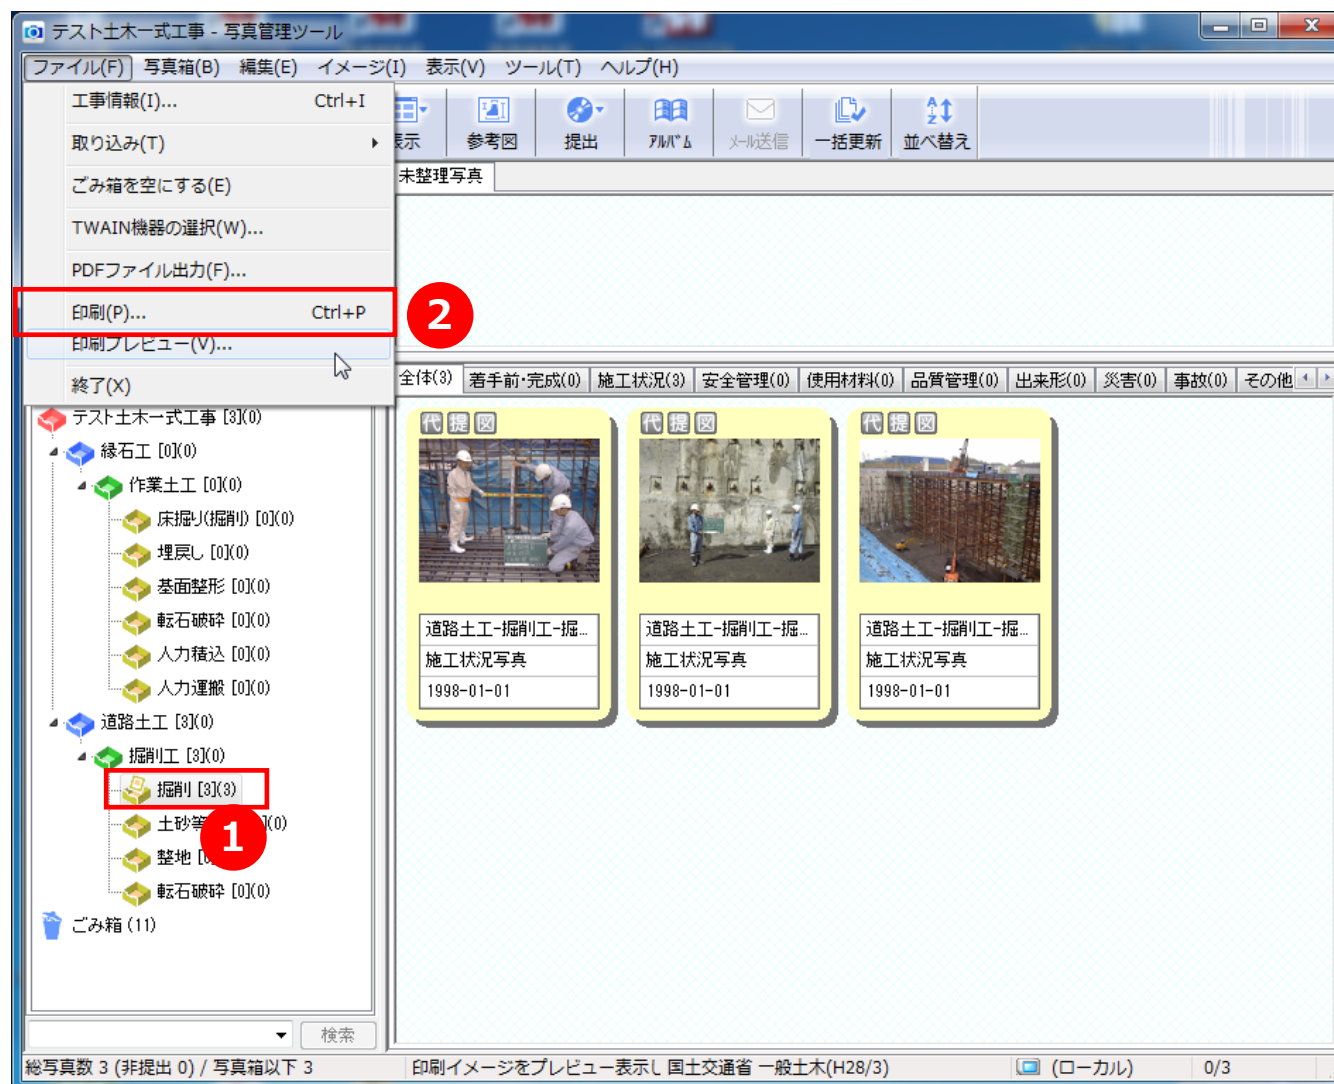 テスト土木一式工事 - 写真管理ツール
ファイル(F) 写真箱(B) 編集(E) イメージ(I) 表示(V) ツール(T) ヘルプ(H)
工事情報(I)... Ctrl+I
取り込み(T)
ごみ箱を空にする(E)
TWAIN機器の選択(W)...
PDFファイル出力(F)...
印刷(P)... Ctrl+P
印刷プレビュー(V)...
終了(X)
2
表示 参考図 提出 ｱﾙﾊﾞﾑ ﾒｰﾙ送信 一括更新 並べ替え
未整理写真
全体(3) 着手前・完成(0) 施工状況(3) 安全管理(0) 使用材料(0) 品質管理(0) 出来形(0) 災害(0) 事故(0) その他
テスト土木一式工事 [3](0)
縁石工 [0](0)
作業土工 [0](0)
床掘り(掘削) [0](0)
埋戻し [0](0)
基面整形 [0](0)
転石破砕 [0](0)
人力積込 [0](0)
人力運搬 [0](0)
道路土工 [3](0)
掘削工 [3](0)
掘削 [3](3)
土砂等 (0)
1
整地
転石破砕 [0](0)
ごみ箱 (11)
代 提 図
代 提 図
代 提 図
道路土工-掘削工-掘...
施工状況写真
1998-01-01
道路土工-掘削工-掘...
施工状況写真
1998-01-01
道路土工-掘削工-掘...
施工状況写真
1998-01-01
検索
総写真数 3 (非提出 0) / 写真箱以下 3 印刷イメージをプレビュー表示し 国土交通省 一般土木(H28/3) (ローカル) 0/3